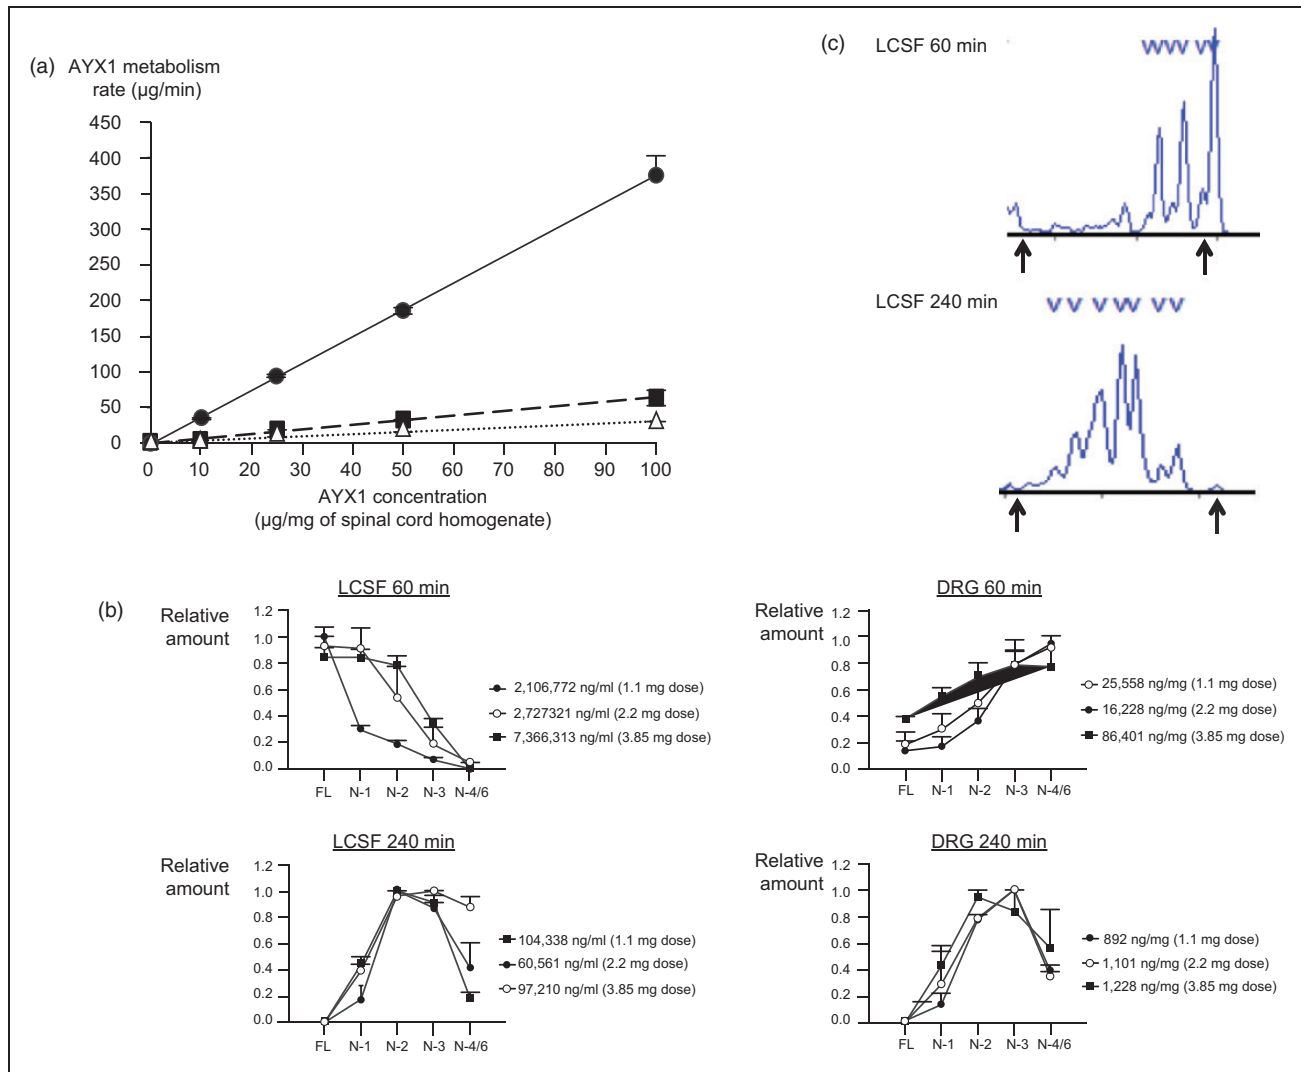 (a) AYX1 metabolism
rate (µg/min)
450
400
350
300
250
200
150
100
50
0
0 10 20 30 40 50 60 70 80 90 100
AYX1 concentration
(µg/mg of spinal cord homogenate)
(c) LCSF 60 min
LCSF 240 min
(b)
LCSF 60 min
Relative
amount
1.2
1.0
0.8
0.6
0.4
0.2
0.0
FL N-1 N-2 N-3 N-4/6
2,106,772 ng/ml (1.1 mg dose)
2,727321 ng/ml (2.2 mg dose)
7,366,313 ng/ml (3.85 mg dose)
DRG 60 min
Relative
amount
1.2
1.0
0.8
0.6
0.4
0.2
0.0
FL N-1 N-2 N-3 N-4/6
25,558 ng/mg (1.1 mg dose)
16,228 ng/mg (2.2 mg dose)
86,401 ng/mg (3.85 mg dose)
LCSF 240 min
Relative
amount
1.2
1.0
0.8
0.6
0.4
0.2
0.0
FL N-1 N-2 N-3 N-4/6
104,338 ng/ml (1.1 mg dose)
60,561 ng/ml (2.2 mg dose)
97,210 ng/ml (3.85 mg dose)
DRG 240 min
Relative
amount
1.2
1.0
0.8
0.6
0.4
0.2
0.0
FL N-1 N-2 N-3 N-4/6
892 ng/mg (1.1 mg dose)
1,101 ng/mg (2.2 mg dose)
1,228 ng/mg (3.85 mg dose)